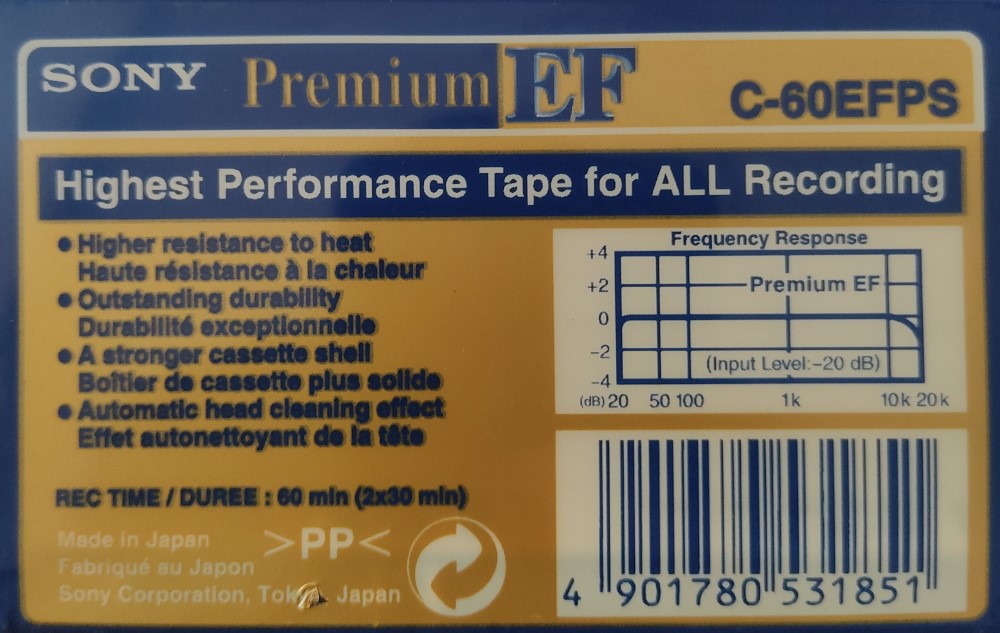 SONY Premium EF C-60EFPS
Highest Performance Tape for ALL Recording
• Higher resistance to heat
Haute résistance à la chaleur
• Outstanding durability
Durabilité exceptionnelle
• A stronger cassette shell
Boîtier de cassette plus solide
• Automatic head cleaning effect
Effet autonettoyant de la tête
REC TIME / DUREE : 60 min (2x30 min)
Made in Japan
Fabriqué au Japon
Sony Corporation, Tokyo, Japan
>PP<
Frequency Response
+4
+2
Premium EF
0
−2
(Input Level:−20 dB)
−4
(dB) 20 50 100 1k 10k 20k
4 901780 531851